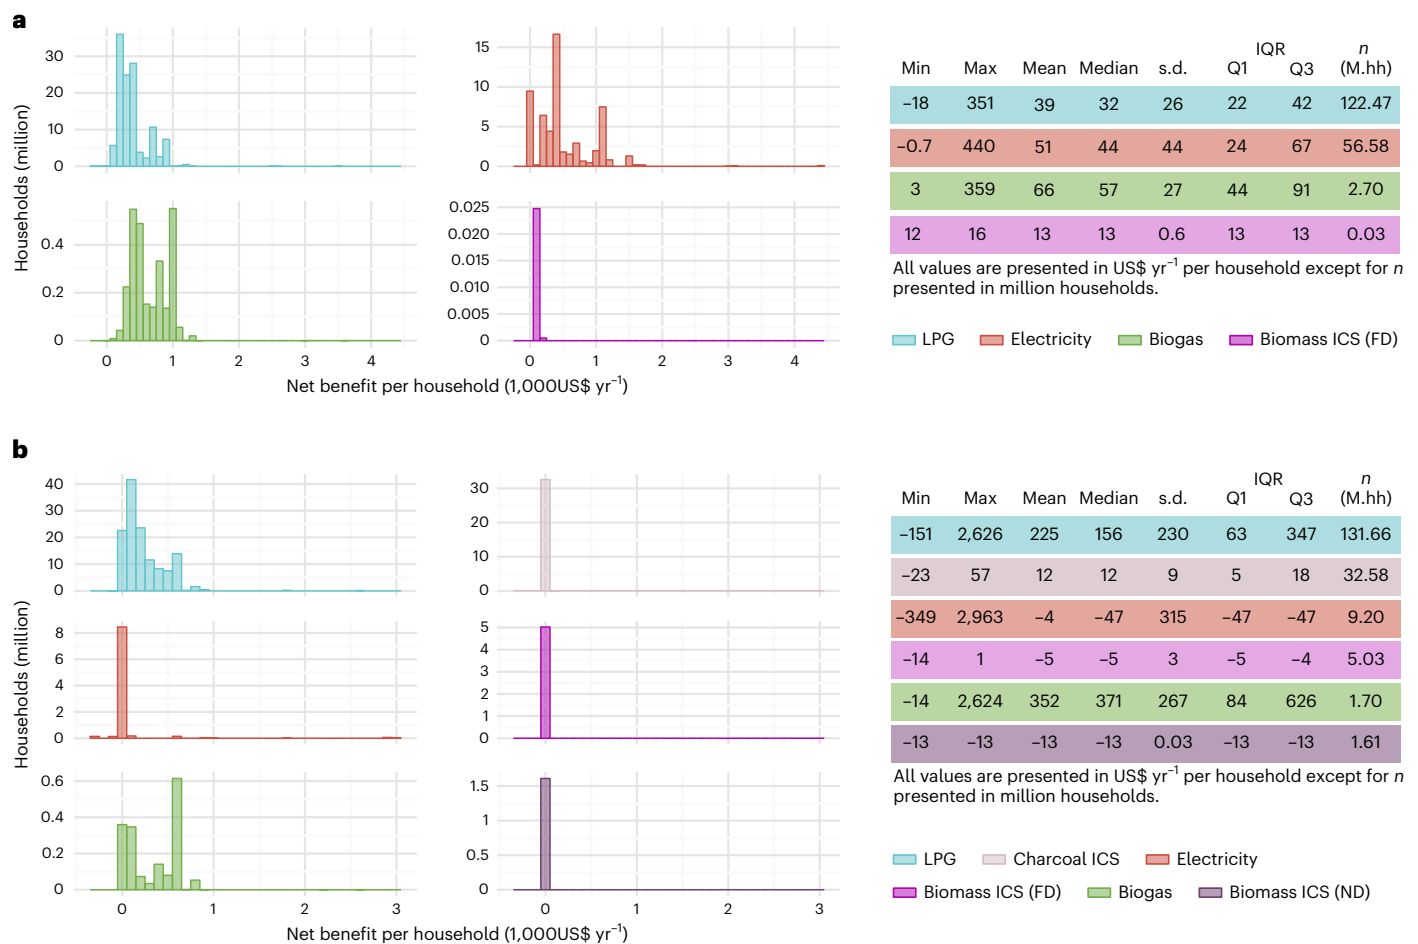 a
Households (million)
30
20
10
0
15
10
5
0
0.4
0.2
0
0.025
0.020
0.015
0.010
0.005
0
0 1 2 3 4
0 1 2 3 4
Net benefit per household (1,000US$ yr⁻¹)
IQR n
Min Max Mean Median s.d. Q1 Q3 (M.hh)
–18 351 39 32 26 22 42 122.47
–0.7 440 51 44 44 24 67 56.58
3 359 66 57 27 44 91 2.70
12 16 13 13 0.6 13 13 0.03
All values are presented in US$ yr⁻¹ per household except for n
presented in million households.
LPG Electricity Biogas Biomass ICS (FD)
b
Households (million)
40
30
20
10
0
30
20
10
0
8
6
4
2
0
5
4
3
2
1
0
0.6
0.4
0.2
0
1.5
1
0.5
0
0 1 2 3
0 1 2 3
Net benefit per household (1,000US$ yr⁻¹)
IQR n
Min Max Mean Median s.d. Q1 Q3 (M.hh)
–151 2,626 225 156 230 63 347 131.66
–23 57 12 12 9 5 18 32.58
–349 2,963 –4 –47 315 –47 –47 9.20
–14 1 –5 –5 3 –5 –4 5.03
–14 2,624 352 371 267 84 626 1.70
–13 –13 –13 –13 0.03 –13 –13 1.61
All values are presented in US$ yr⁻¹ per household except for n
presented in million households.
LPG Charcoal ICS Electricity
Biomass ICS (FD) Biogas Biomass ICS (ND)